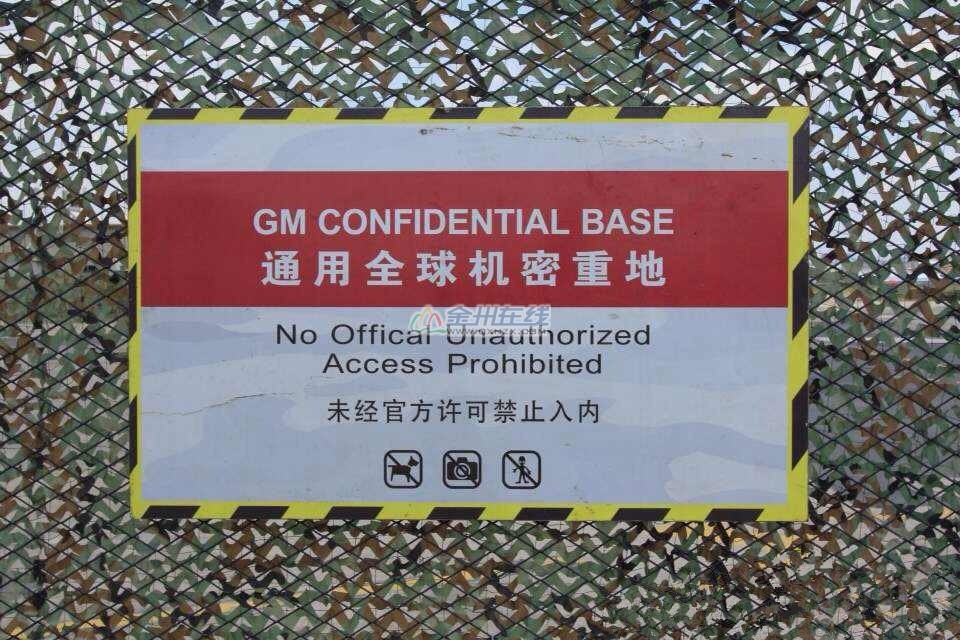 GM CONFIDENTIAL BASE
通用全球机密重地
金州在线
No Offical Unauthorized
Access Prohibited
未经官方许可禁止入内